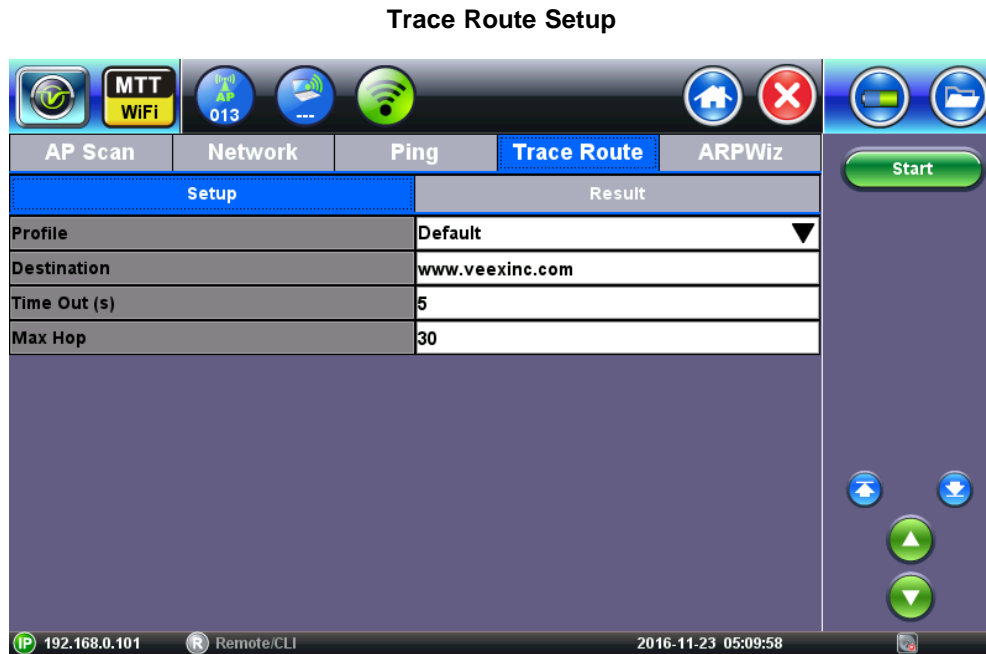 Trace Route Setup
MTT
WiFi
AP
013
---
AP Scan Network Ping Trace Route ARPWiz
Start
Setup Result
Profile Default
Destination www.veexinc.com
Time Out (s) 5
Max Hop 30
IP 192.168.0.101 R Remote/CLI 2016-11-23 05:09:58